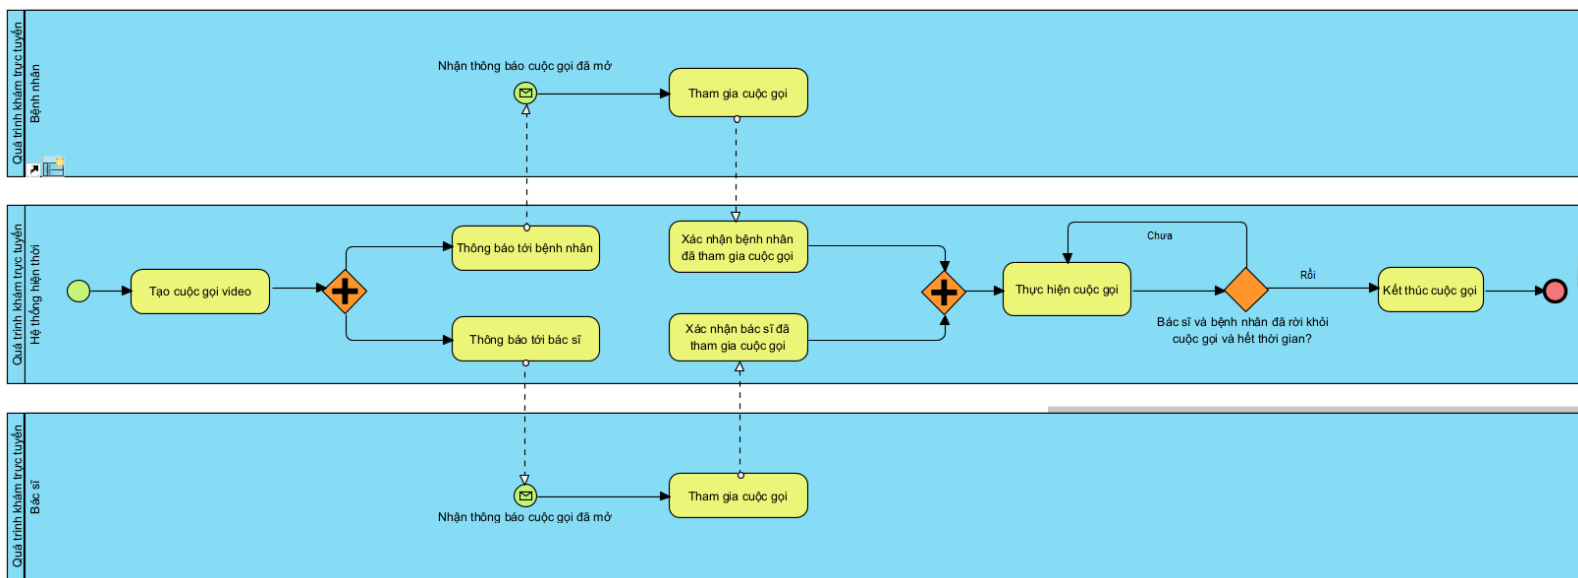 Quá trình khám trực tuyến
Bệnh nhân
Nhận thông báo cuộc gọi đã mở
Tham gia cuộc gọi
Quá trình khám trực tuyến
Hệ thống hiện thời
Tạo cuộc gọi video
Thông báo tới bệnh nhân
Thông báo tới bác sĩ
Xác nhận bệnh nhân
đã tham gia cuộc gọi
Xác nhận bác sĩ đã
tham gia cuộc gọi
Thực hiện cuộc gọi
Chưa
Rồi
Bác sĩ và bệnh nhân đã rời khỏi
cuộc gọi và hết thời gian?
Kết thúc cuộc gọi
Quá trình khám trực tuyến
Bác sĩ
Nhận thông báo cuộc gọi đã mở
Tham gia cuộc gọi